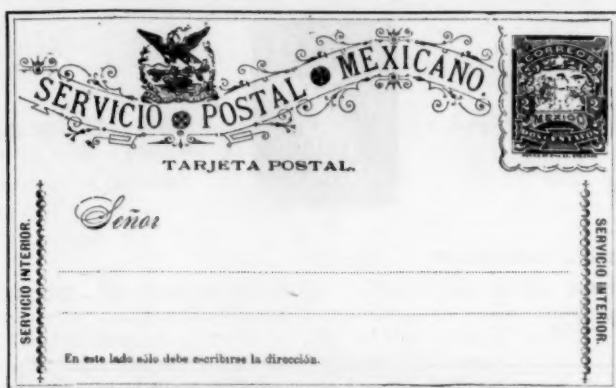 SERVICIO POSTAL MEXICANO.
CORREOS
MEXICO
2
TARJETA POSTAL.
Señor
SERVICIO INTERIOR.
SERVICIO INTERIOR.
En este lado sólo debe escribirse la dirección.